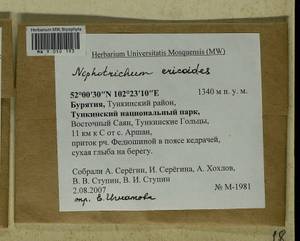 Herbarium MW, Bryophyta
Herbarium Universitatis Mosquensis (MW)
Niphotrichum ericoides
52°00'30"N 102°23'10"E 1340 м п. у. м.
Бурятия, Тункинский район,
Тункинский национальный парк,
Восточный Саян, Тункинские Гольцы,
11 км к С от с. Аршан,
приток рч. Федюшиной в поясе кедрачей,
сухая глыба на берегу.
Собрали А. Серёгин, И. Серёгина, А. Хохлов,
В. В. Ступин, В. И. Ступин
2.08.2007 № M-1981
опр. Е. Игнатова